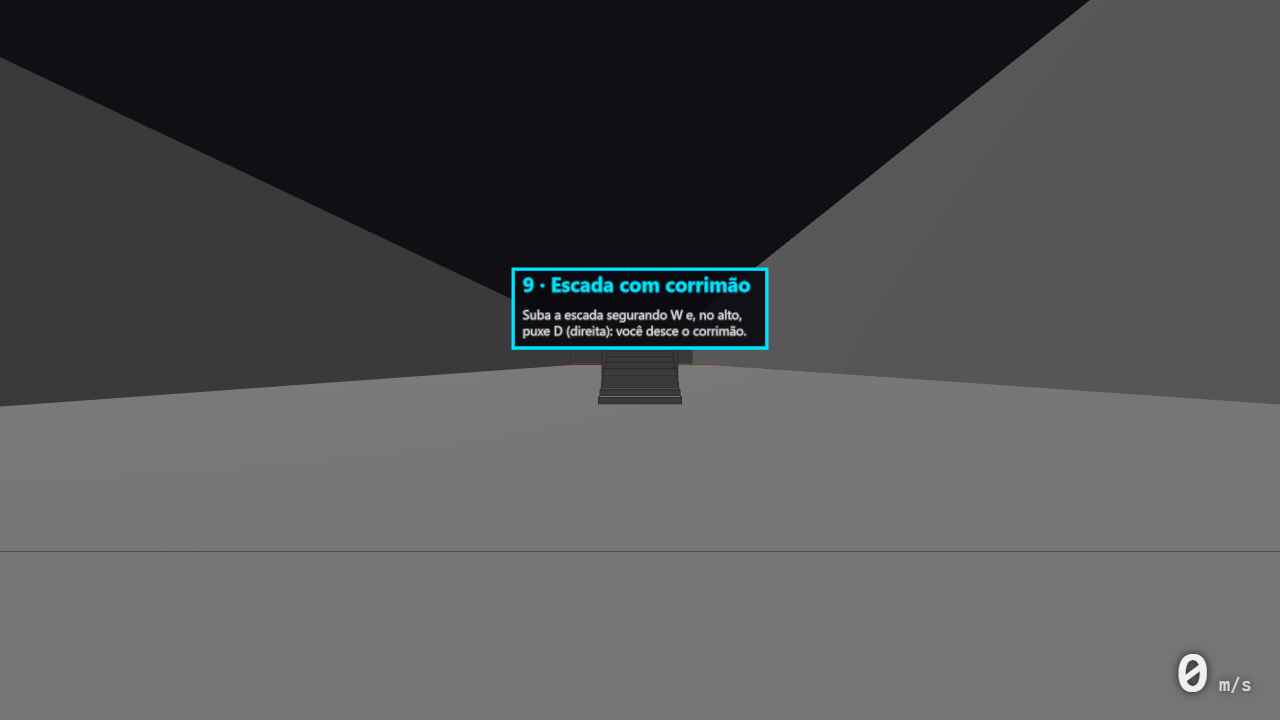 9 · Escada com corrimão
Suba a escada segurando W e, no alto,
puxe D (direita): você desce o corrimão.
0 m/s